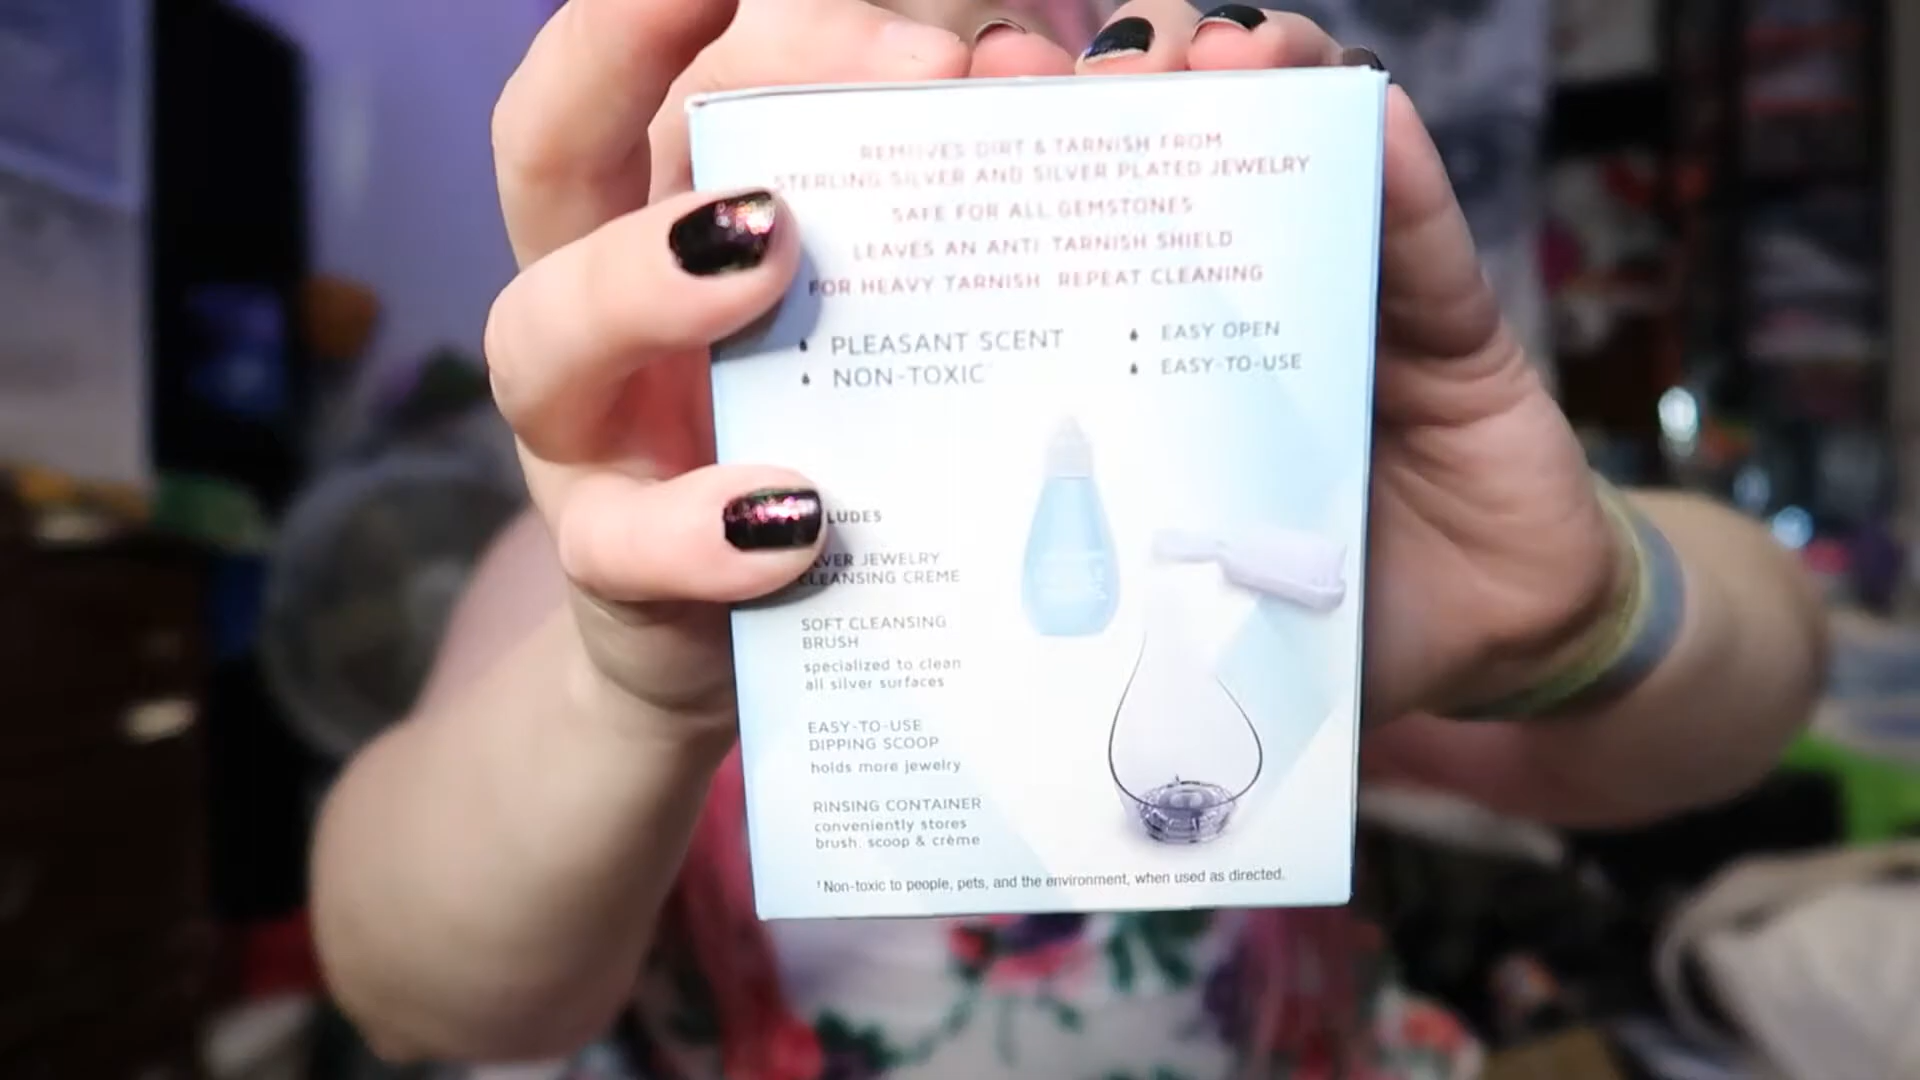 REMOVES DIRT & TARNISH FROM
STERLING SILVER AND SILVER PLATED JEWELRY
SAFE FOR ALL GEMSTONES
LEAVES AN ANTI TARNISH SHIELD
FOR HEAVY TARNISH REPEAT CLEANING
PLEASANT SCENT
NON-TOXIC
EASY OPEN
EASY-TO-USE
LUDES
LVER JEWELRY
CLEANSING CREME
SOFT CLEANSING
BRUSH
specialized to clean
all silver surfaces
EASY-TO-USE
DIPPING SCOOP
holds more jewelry
RINSING CONTAINER
conveniently stores
brush, scoop & crème
†Non-toxic to people, pets, and the environment, when used as directed.